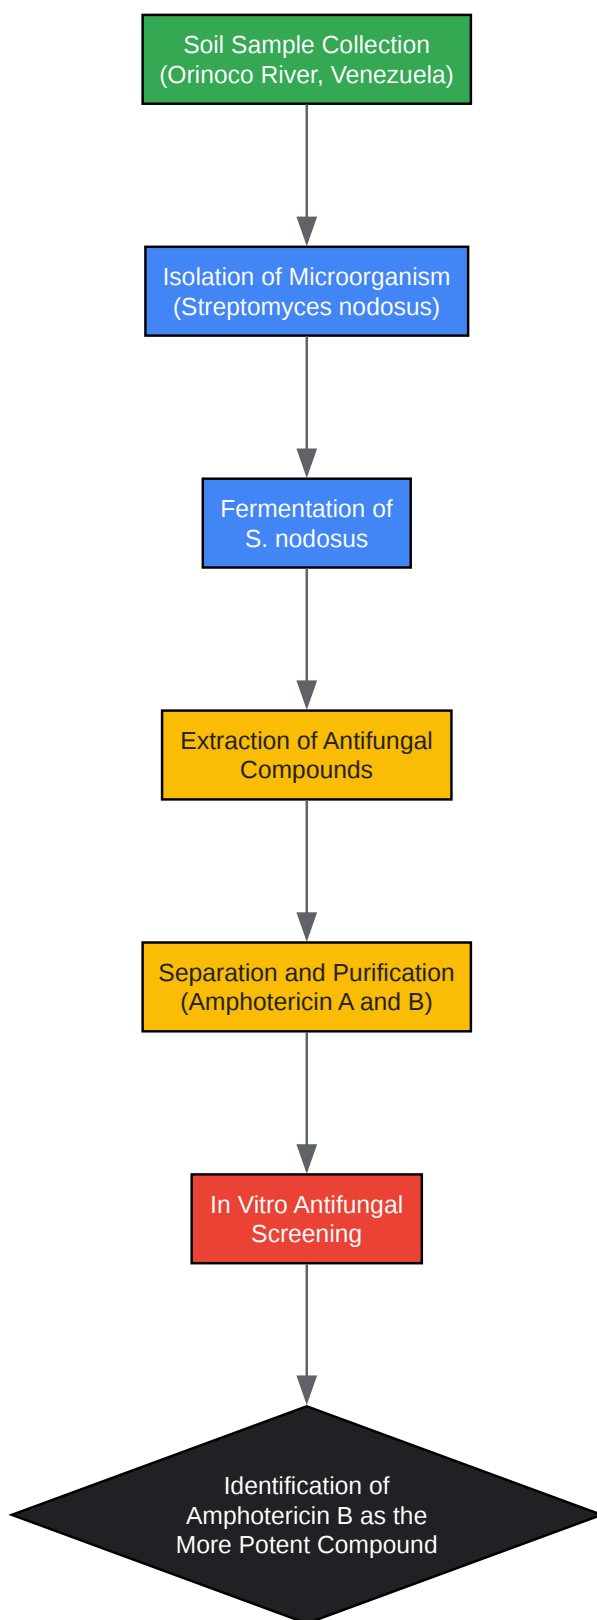 Soil Sample Collection
(Orinoco River, Venezuela)
Isolation of Microorganism
(Streptomyces nodosus)
Fermentation of
S. nodosus
Extraction of Antifungal
Compounds
Separation and Purification
(Amphotericin A and B)
In Vitro Antifungal
Screening
Identification of
Amphotericin B as the
More Potent Compound